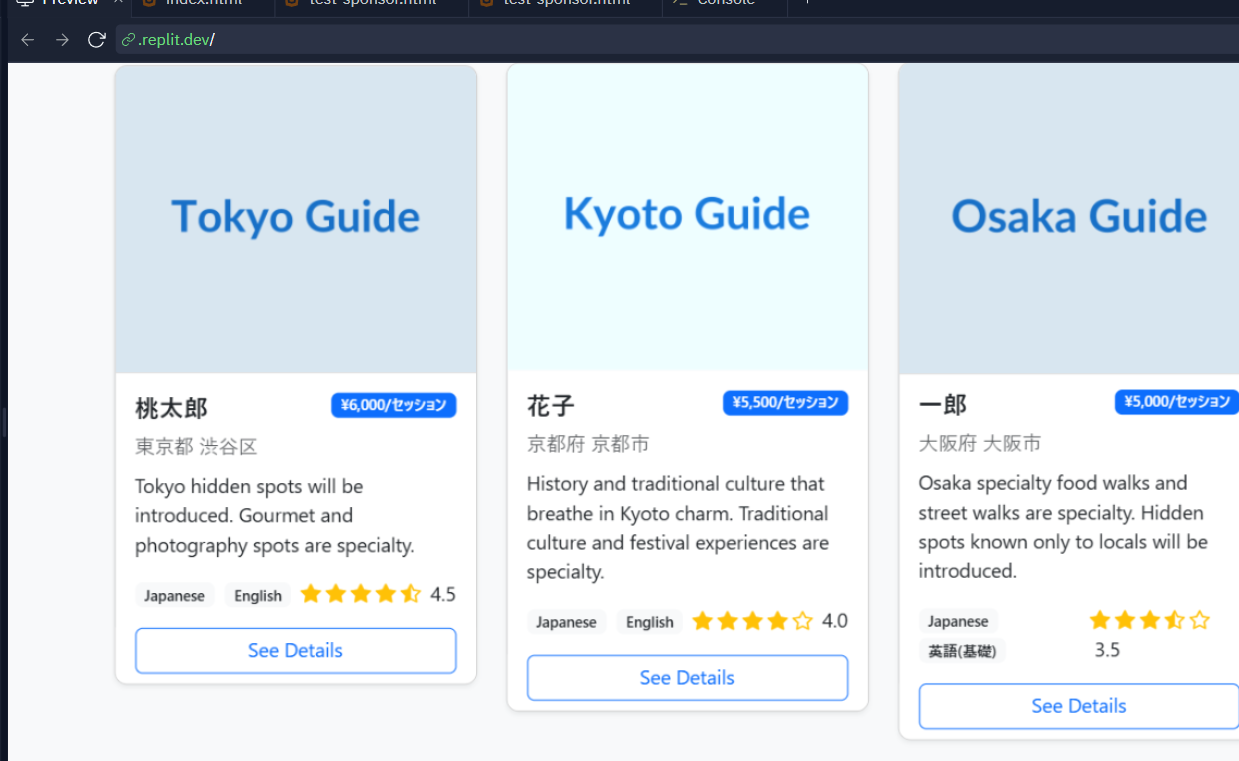 Preview
index.html
test-sponsor.html
test-sponsor.html
Console
.replit.dev/
Tokyo Guide
桃太郎
¥6,000/セッション
東京都 渋谷区
Tokyo hidden spots will be
introduced. Gourmet and
photography spots are specialty.
Japanese
English
4.5
See Details
Kyoto Guide
花子
¥5,500/セッション
京都府 京都市
History and traditional culture that
breathe in Kyoto charm. Traditional
culture and festival experiences are
specialty.
Japanese
English
4.0
See Details
Osaka Guide
一郎
¥5,000/セッション
大阪府 大阪市
Osaka specialty food walks and
street walks are specialty. Hidden
spots known only to locals will be
introduced.
Japanese
英語(基礎)
3.5
See Details